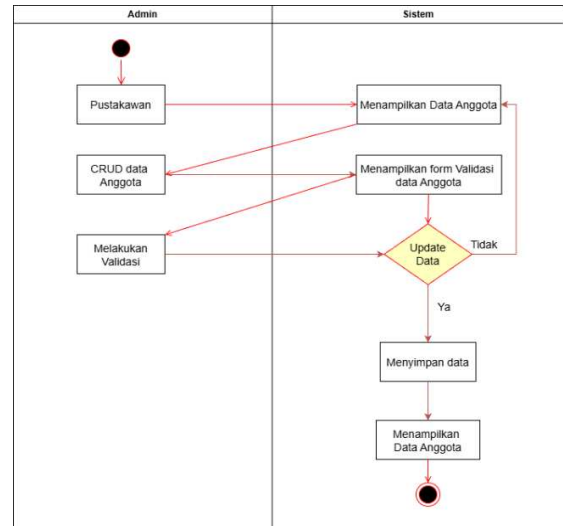 Admin
Sistem
Pustakawan
Menampilkan Data Anggota
CRUD data
Anggota
Menampilkan form Validasi
data Anggota
Melakukan
Validasi
Update
Data
Tidak
Ya
Menyimpan data
Menampilkan
Data Anggota